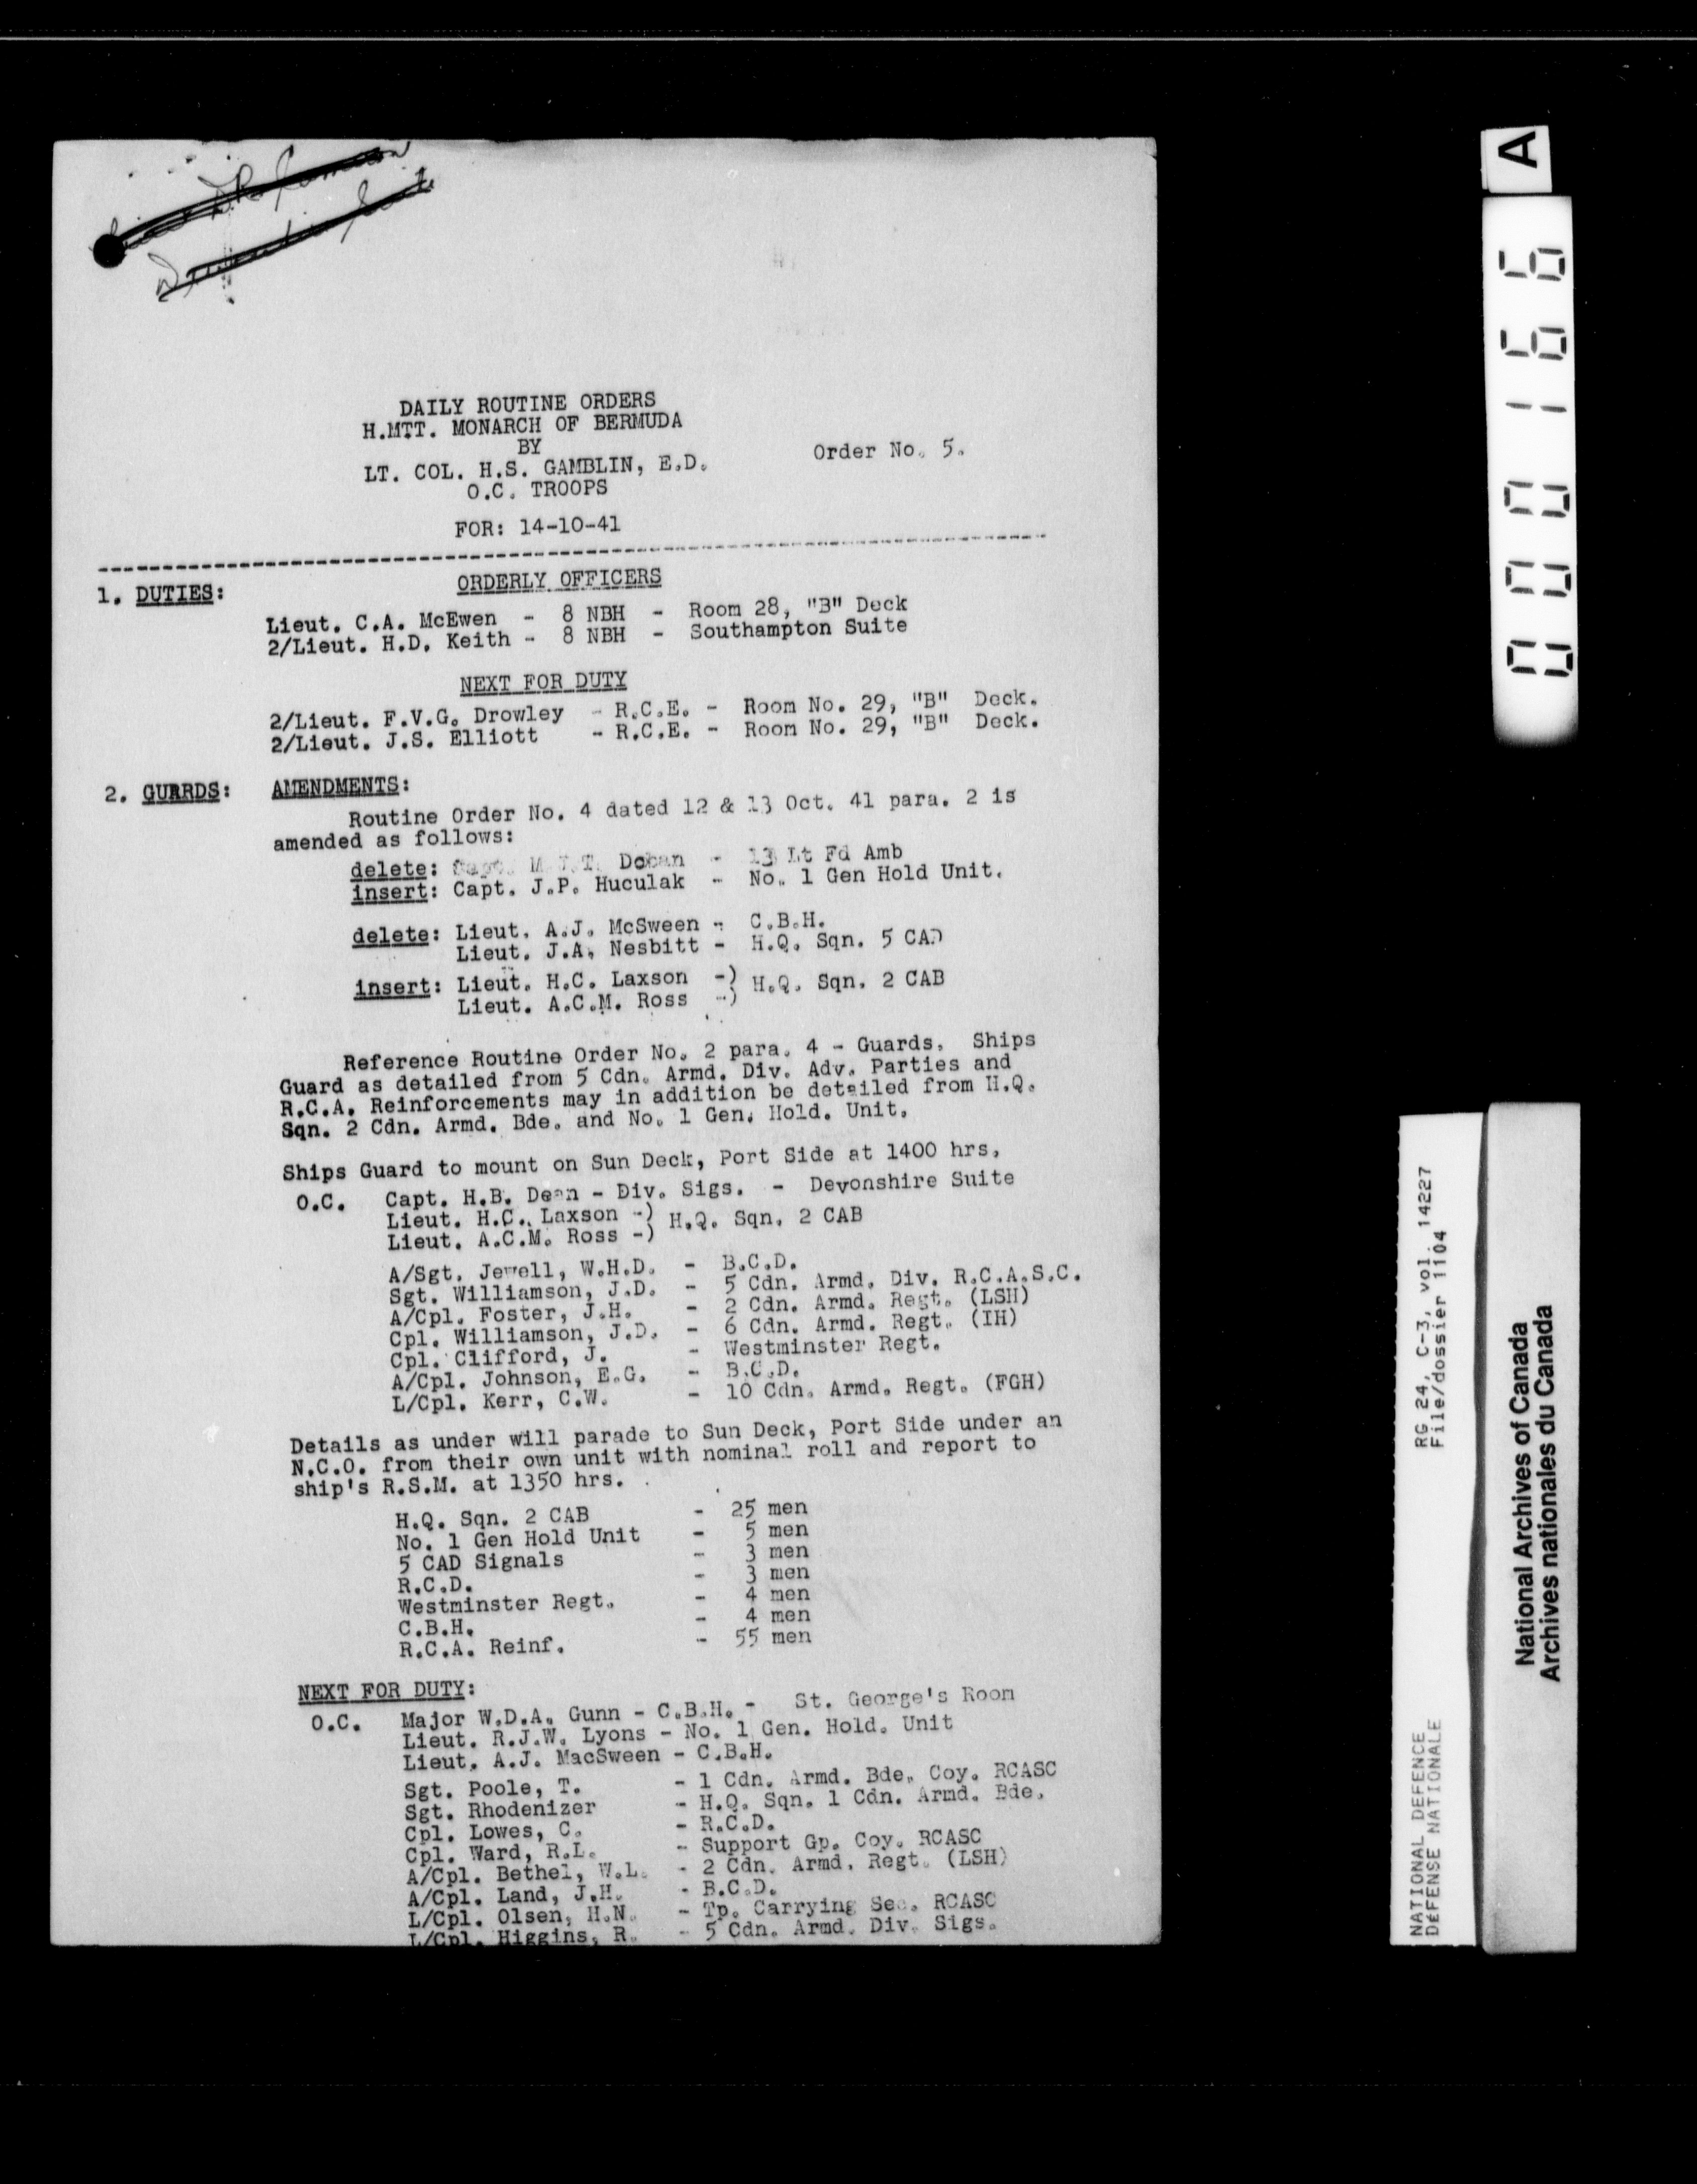 DAILY ROUTINE ORDERS
H.MTT. MONARCH OF BERMUDA
BY
Order No. 5.
LT. COL. H.S. GAMBLIN, E.D.
O.C. TROOPS
FOR: 14-10-41
1. DUTIES: ORDERLY OFFICERS
Lieut. C.A. McEwen - 8 NBH - Room 28, "B" Deck
2/Lieut. H.D. Keith - 8 NBH - Southampton Suite
NEXT FOR DUTY
2/Lieut. F.V.G. Drowley - R.C.E. - Room No. 29, "B" Deck.
2/Lieut. J.S. Elliott - R.C.E. - Room No. 29, "B" Deck.
2. GUARDS: AMENDMENTS:
Routine Order No. 4 dated 12 & 13 Oct. 41 para. 2 is
amended as follows:
delete: Capt. M.J.T. - 13 Lt Fd Amb
insert: Capt. J.P. Huculak - No. 1 Gen Hold Unit.
delete: Lieut. A.J. McSween - C.B.H.
Lieut. J.A. Nesbitt - H.Q. Sqn. 5 CAD
insert: Lieut. H.C. Laxson -) H.Q. Sqn. 2 CAB
Lieut. A.C.M. Ross -)
Reference Routine Order No. 2 para. 4 - Guards. Ships
Guard as detailed from 5 Cdn. Armd. Div. Adv. Parties and
R.C.A. Reinforcements may in addition be detailed from H.Q.
Sqn. 2 Cdn. Armd. Bde. and No. 1 Gen. Hold. Unit.
Ships Guard to mount on Sun Deck, Port Side at 1400 hrs.
O.C. Capt. H.B. Dean - Div. Sigs. - Devonshire Suite
Lieut. H.C. Laxson -) H.Q. Sqn. 2 CAB
Lieut. A.C.M. Ross -)
A/Sgt. Jewell, W.H.D. - B.C.D.
Sgt. Williamson, J.D. - 5 Cdn. Armd. Div. R.C.A.S.C.
A/Cpl. Foster, J.H. - 2 Cdn. Armd. Regt. (LSH)
Cpl. Williamson, J.D. - 6 Cdn. Armd. Regt. (IH)
Cpl. Clifford, J. - Westminster Regt.
A/Cpl. Johnson, E.G. - B.C.D.
L/Cpl. Kerr, C.W. - 10 Cdn. Armd. Regt. (FGH)
Details as under will parade to Sun Deck, Port Side under an
N.C.O. from their own unit with nominal roll and report to
ship's R.S.M. at 1350 hrs.
H.Q. Sqn. 2 CAB - 25 men
No. 1 Gen Hold Unit - 5 men
5 CAD Signals - 3 men
R.C.D. - 3 men
Westminster Regt. - 4 men
C.B.H. - 4 men
R.C.A. Reinf. - 55 men
NEXT FOR DUTY:
O.C. Major W.D.A. Gunn - C.B.H. - St. George's Room
Lieut. R.J.W. Lyons - No. 1 Gen. Hold. Unit
Lieut. A.J. MacSween - C.B.H.
Sgt. Poole, T. - 1 Cdn. Armd. Bde. Coy. RCASC
Sgt. Rhodenizer - H.Q. Sqn. 1 Cdn. Armd. Bde.
Cpl. Lowes, C. - R.C.D.
Cpl. Ward, R.L. - Support Gp. Coy. RCASC
A/Cpl. Bethel, W.L. - 2 Cdn. Armd. Regt. (LSH)
A/Cpl. Land, J.H. - B.C.D.
L/Cpl. Olsen, H.N. - Tp. Carrying Sec. RCASC
L/Cpl. Higgins, R. - 5 Cdn. Armd. Div. Sigs.
A
000166
NATIONAL DEFENCE RG 24, C-3, vol. 14227
DÉFENSE NATIONALE File/dossier 1104
National Archives of Canada
Archives nationales du Canada